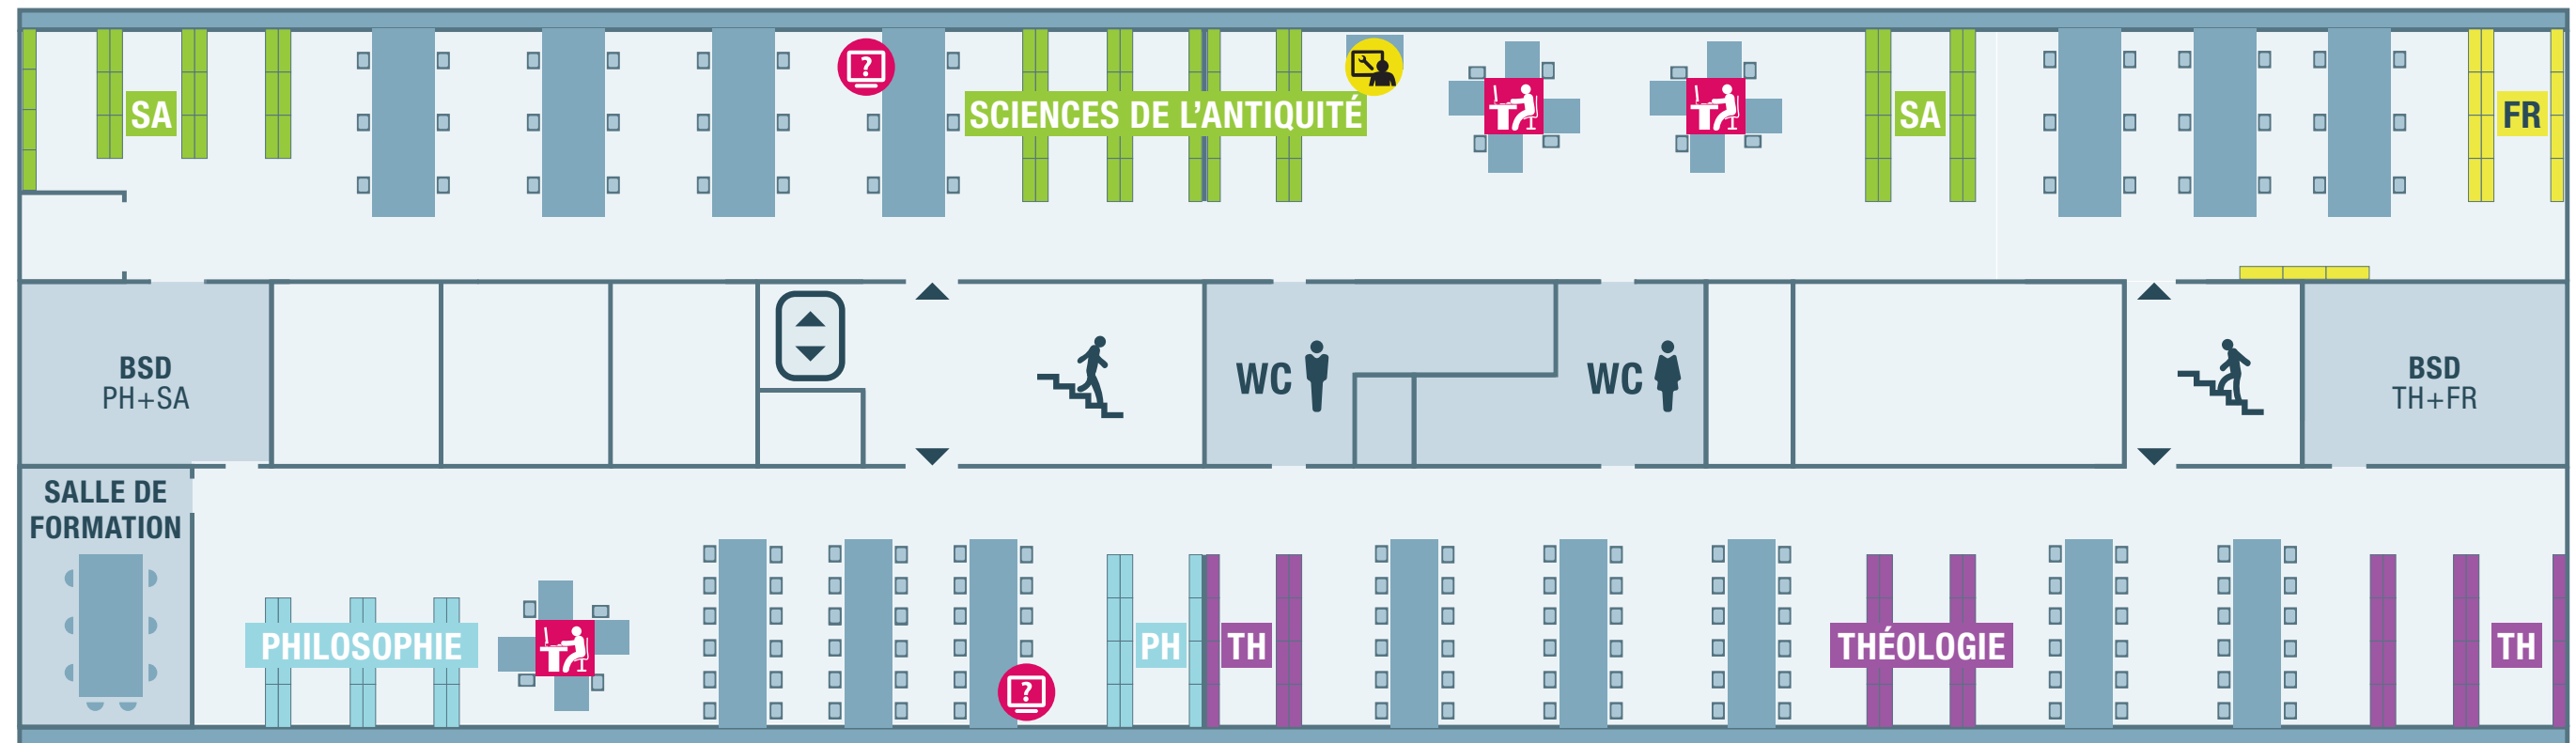 SA
?
SCIENCES DE L'ANTIQUITÉ
SA
FR
BSD
PH+SA
WC
WC
BSD
TH+FR
SALLE DE
FORMATION
PHILOSOPHIE
?
PH
TH
THÉOLOGIE
TH